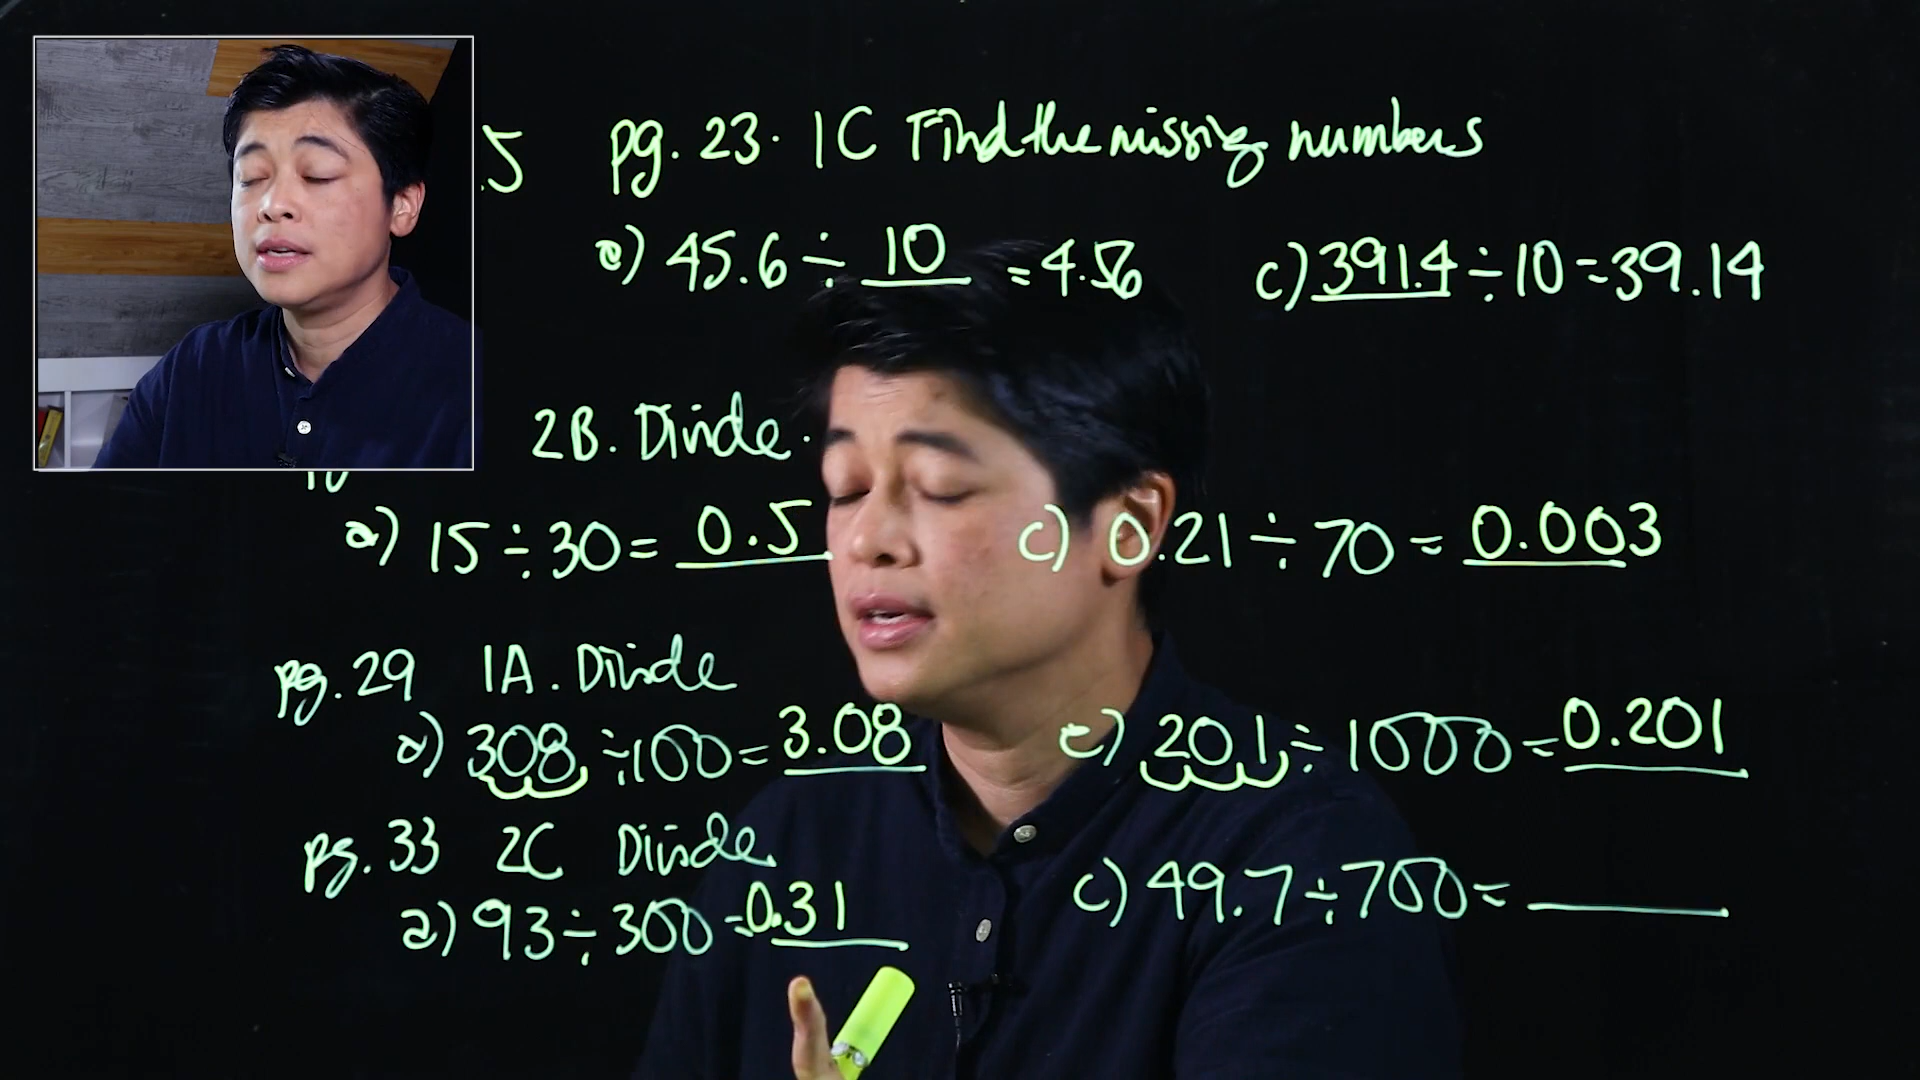 .5 pg. 23. 1C Find the missing numbers
e) 45.6 ÷ 10 = 4.56 c) 391.4 ÷ 10 = 39.14
2B. Divide.
a) 15 ÷ 30 = 0.5 c) 0.21 ÷ 70 = 0.003
pg. 29 1A. Divide
a) 308 ÷ 100 = 3.08 e) 201 ÷ 1000 = 0.201
pg. 33 2C Divide
a) 93 ÷ 300 = 0.31 c) 49.7 ÷ 700 =